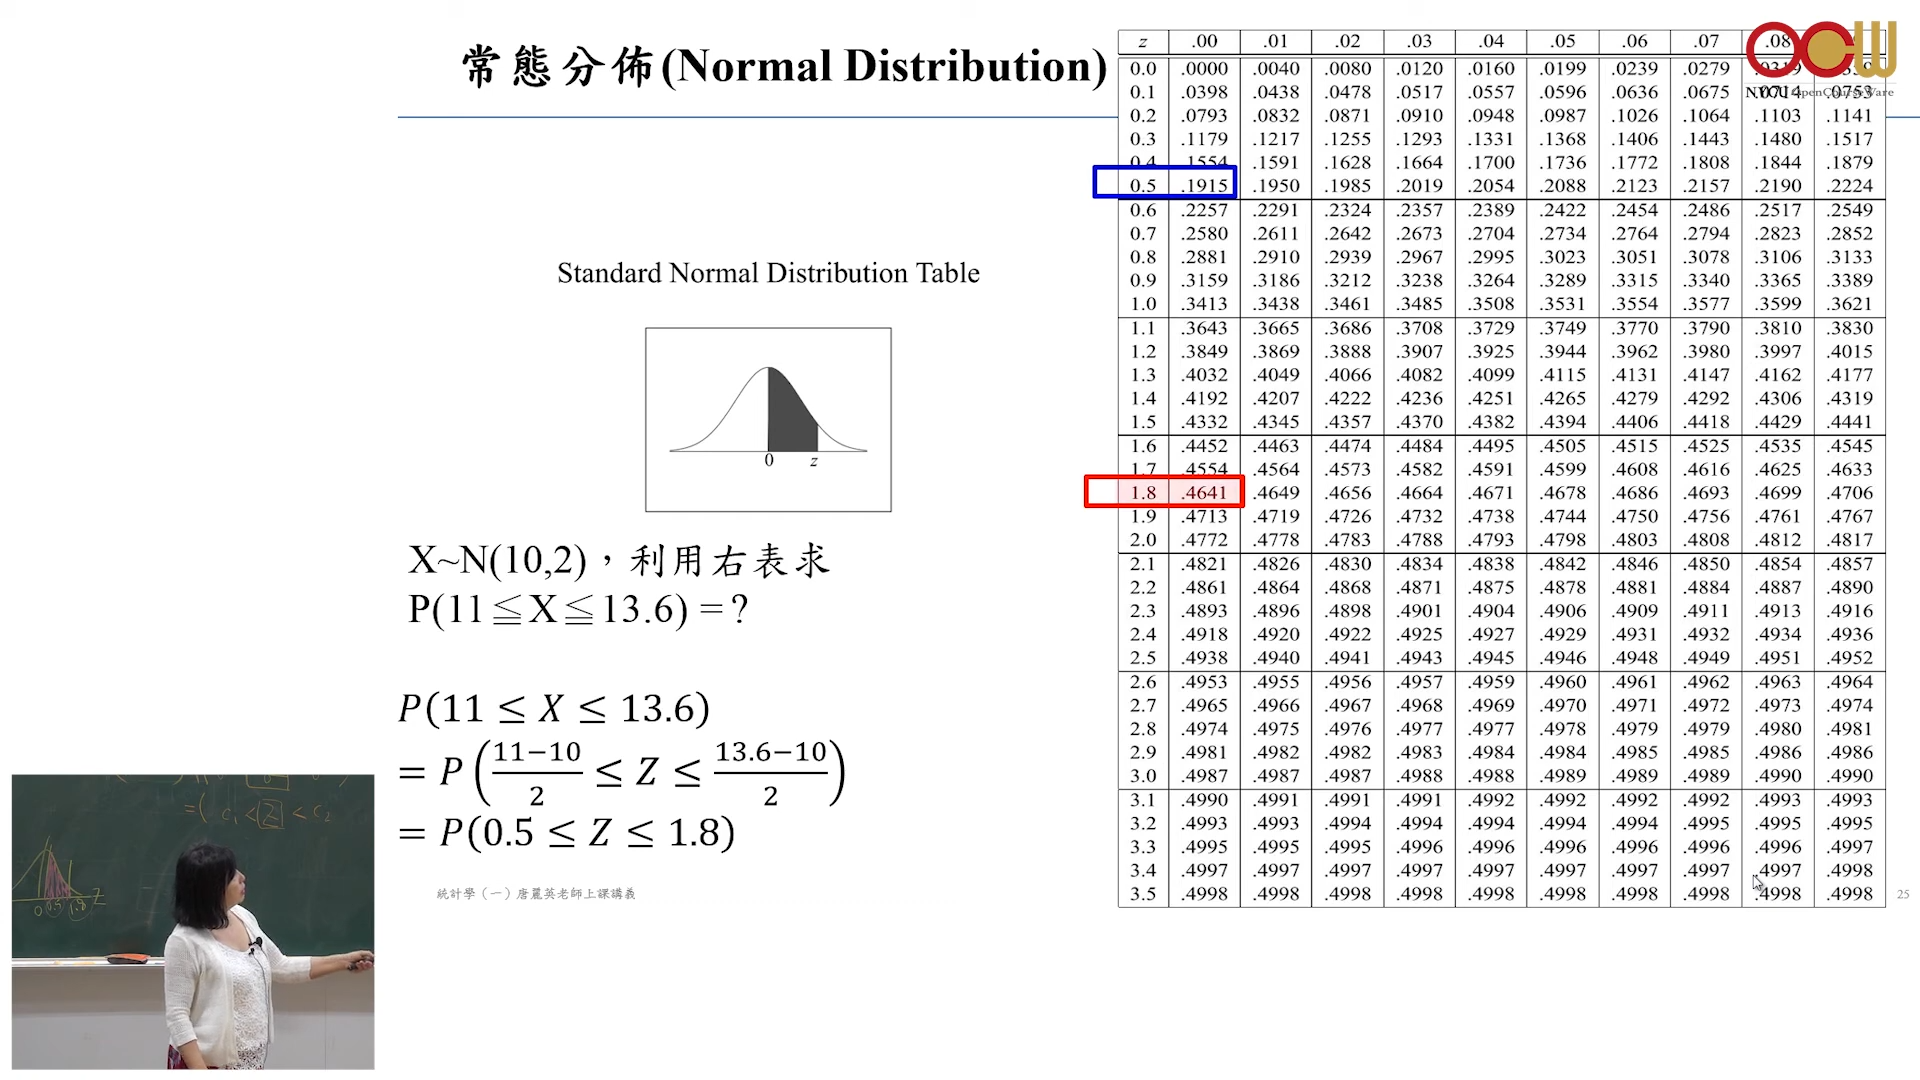 常態分佈(Normal Distribution)
Standard Normal Distribution Table
0 z
X~N(10,2),利用右表求
P(11≦X≦13.6) = ?
P(11 ≤ X ≤ 13.6)
= P((11−10)/2 ≤ Z ≤ (13.6−10)/2)
= P(0.5 ≤ Z ≤ 1.8)
統計學(一)唐麗英老師上課講義
z .00 .01 .02 .03 .04 .05 .06 .07 .08
0.0 .0000 .0040 .0080 .0120 .0160 .0199 .0239 .0279 .0319
0.1 .0398 .0438 .0478 .0517 .0557 .0596 .0636 .0675 .0714 .0753
0.2 .0793 .0832 .0871 .0910 .0948 .0987 .1026 .1064 .1103 .1141
0.3 .1179 .1217 .1255 .1293 .1331 .1368 .1406 .1443 .1480 .1517
0.4 .1554 .1591 .1628 .1664 .1700 .1736 .1772 .1808 .1844 .1879
0.5 .1915 .1950 .1985 .2019 .2054 .2088 .2123 .2157 .2190 .2224
0.6 .2257 .2291 .2324 .2357 .2389 .2422 .2454 .2486 .2517 .2549
0.7 .2580 .2611 .2642 .2673 .2704 .2734 .2764 .2794 .2823 .2852
0.8 .2881 .2910 .2939 .2967 .2995 .3023 .3051 .3078 .3106 .3133
0.9 .3159 .3186 .3212 .3238 .3264 .3289 .3315 .3340 .3365 .3389
1.0 .3413 .3438 .3461 .3485 .3508 .3531 .3554 .3577 .3599 .3621
1.1 .3643 .3665 .3686 .3708 .3729 .3749 .3770 .3790 .3810 .3830
1.2 .3849 .3869 .3888 .3907 .3925 .3944 .3962 .3980 .3997 .4015
1.3 .4032 .4049 .4066 .4082 .4099 .4115 .4131 .4147 .4162 .4177
1.4 .4192 .4207 .4222 .4236 .4251 .4265 .4279 .4292 .4306 .4319
1.5 .4332 .4345 .4357 .4370 .4382 .4394 .4406 .4418 .4429 .4441
1.6 .4452 .4463 .4474 .4484 .4495 .4505 .4515 .4525 .4535 .4545
1.7 .4554 .4564 .4573 .4582 .4591 .4599 .4608 .4616 .4625 .4633
1.8 .4641 .4649 .4656 .4664 .4671 .4678 .4686 .4693 .4699 .4706
1.9 .4713 .4719 .4726 .4732 .4738 .4744 .4750 .4756 .4761 .4767
2.0 .4772 .4778 .4783 .4788 .4793 .4798 .4803 .4808 .4812 .4817
2.1 .4821 .4826 .4830 .4834 .4838 .4842 .4846 .4850 .4854 .4857
2.2 .4861 .4864 .4868 .4871 .4875 .4878 .4881 .4884 .4887 .4890
2.3 .4893 .4896 .4898 .4901 .4904 .4906 .4909 .4911 .4913 .4916
2.4 .4918 .4920 .4922 .4925 .4927 .4929 .4931 .4932 .4934 .4936
2.5 .4938 .4940 .4941 .4943 .4945 .4946 .4948 .4949 .4951 .4952
2.6 .4953 .4955 .4956 .4957 .4959 .4960 .4961 .4962 .4963 .4964
2.7 .4965 .4966 .4967 .4968 .4969 .4970 .4971 .4972 .4973 .4974
2.8 .4974 .4975 .4976 .4977 .4977 .4978 .4979 .4979 .4980 .4981
2.9 .4981 .4982 .4982 .4983 .4984 .4984 .4985 .4985 .4986 .4986
3.0 .4987 .4987 .4987 .4988 .4988 .4989 .4989 .4989 .4990 .4990
3.1 .4990 .4991 .4991 .4991 .4992 .4992 .4992 .4992 .4993 .4993
3.2 .4993 .4993 .4994 .4994 .4994 .4994 .4994 .4995 .4995 .4995
3.3 .4995 .4995 .4995 .4996 .4996 .4996 .4996 .4996 .4996 .4997
3.4 .4997 .4997 .4997 .4997 .4997 .4997 .4997 .4997 .4997 .4998
3.5 .4998 .4998 .4998 .4998 .4998 .4998 .4998 .4998 .4998 .4998
OCW
OpenCourseWare
25
=( c₁ < Z < c₂
0 0.5 1.8 Z